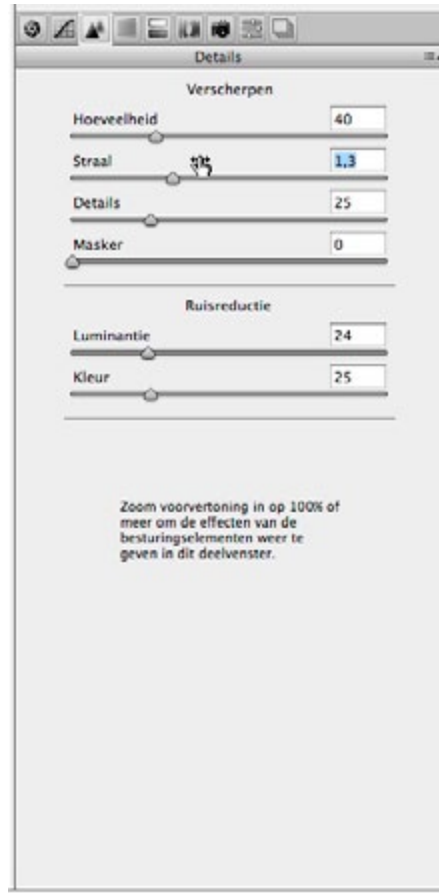 Details
Verscherpen
Hoeveelheid 40
Straal 1,3
Details 25
Masker 0
Ruisreductie
Luminantie 24
Kleur 25
Zoom voorvertoning in op 100% of
meer om de effecten van de
besturingselementen weer te
geven in dit deelvenster.